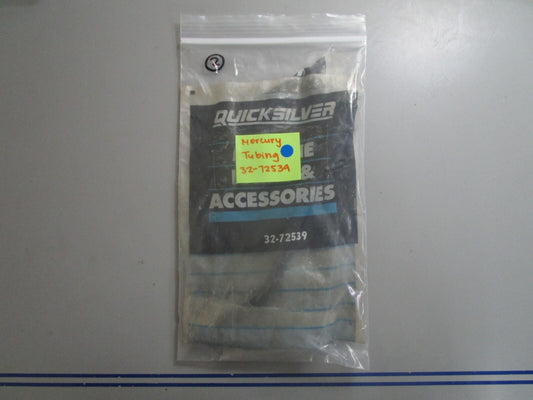 R
QUICKSILVER
Mercury
Tubing
32-72539
&
ACCESSORIES
32-72539